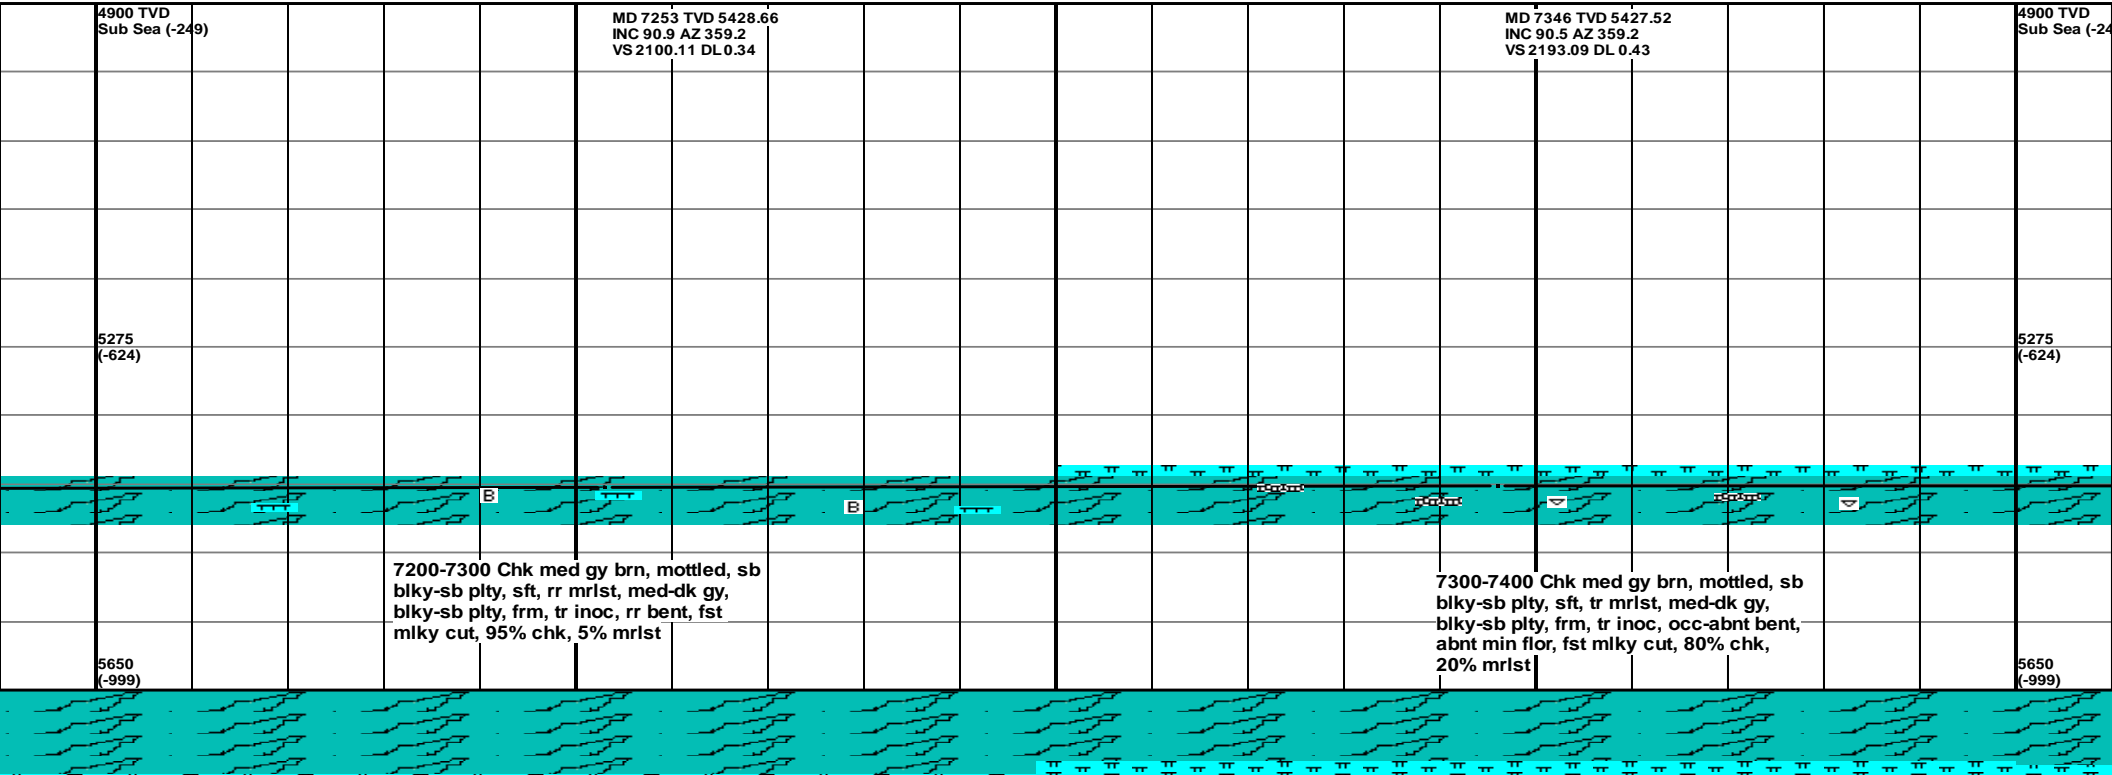 4900 TVD
Sub Sea (-249)
MD 7253 TVD 5428.66
INC 90.9 AZ 359.2
VS 2100.11 DL 0.34
MD 7346 TVD 5427.52
INC 90.5 AZ 359.2
VS 2193.09 DL 0.43
4900 TVD
Sub Sea (-24
5275
(-624)
5275
(-624)
B
B
7200-7300 Chk med gy brn, mottled, sb
blky-sb plty, sft, rr mrlst, med-dk gy,
blky-sb plty, frm, tr inoc, rr bent, fst
mlky cut, 95% chk, 5% mrlst
7300-7400 Chk med gy brn, mottled, sb
blky-sb plty, sft, tr mrlst, med-dk gy,
blky-sb plty, frm, tr inoc, occ-abnt bent,
abnt min flor, fst mlky cut, 80% chk,
20% mrlst
5650
(-999)
5650
(-999)